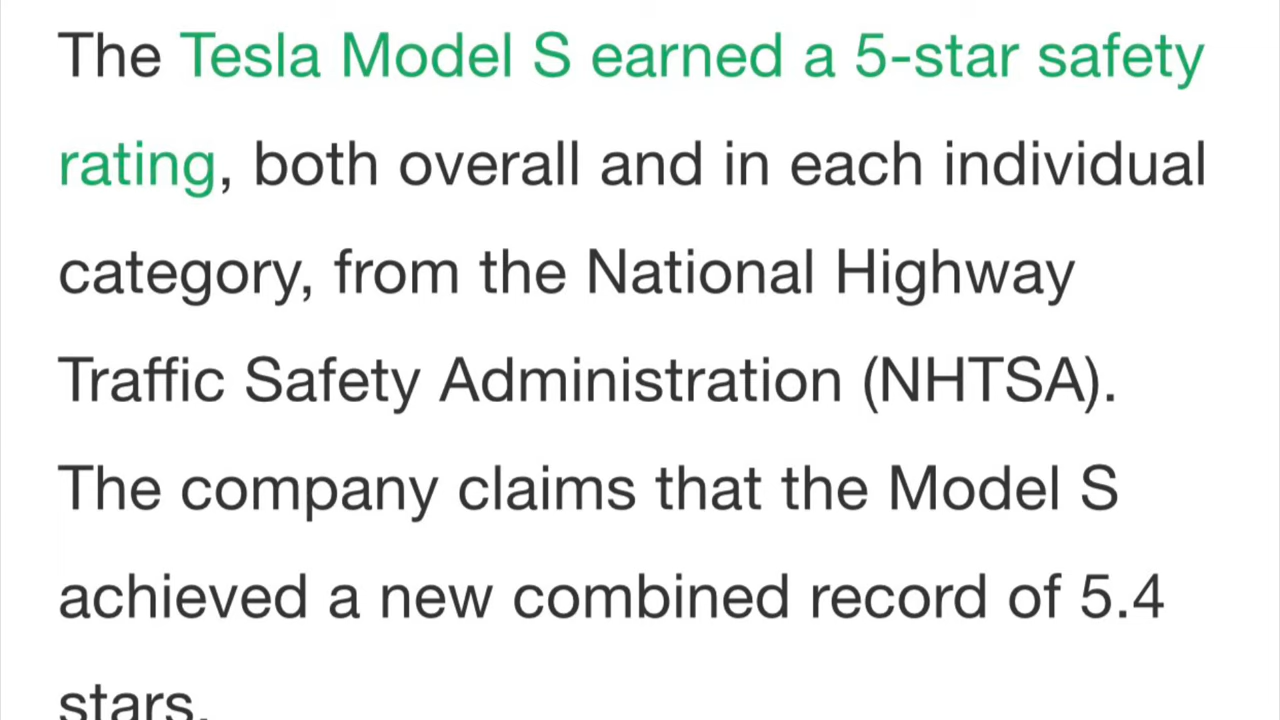 The Tesla Model S earned a 5-star safety
rating, both overall and in each individual
category, from the National Highway
Traffic Safety Administration (NHTSA).
The company claims that the Model S
achieved a new combined record of 5.4
stars.